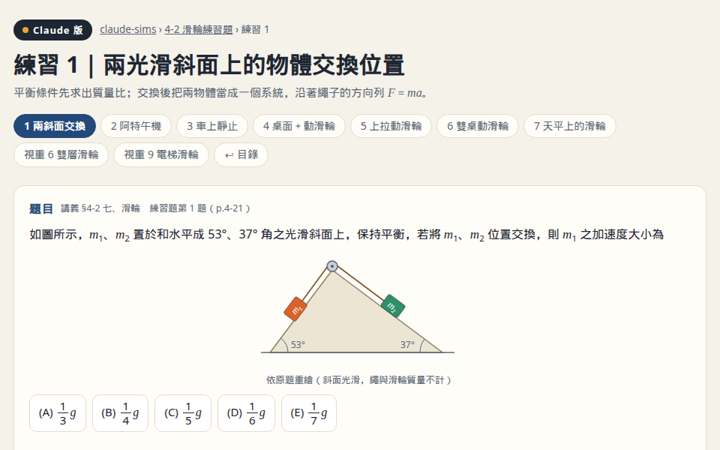 Claude 版 claude-sims › 4-2 滑輪練習題 › 練習 1
練習 1｜兩光滑斜面上的物體交換位置
平衡條件先求出質量比；交換後把兩物體當成一個系統，沿著繩子的方向列 F = ma。
1 兩斜面交換 2 阿特午機 3 車上靜止 4 桌面 + 動滑輪 5 上拉動滑輪 6 雙桌動滑輪 7 天平上的滑輪
視重 6 雙層滑輪 視重 9 電梯滑輪 ↩ 目錄
題目 講義 §4-2 七、滑輪 練習題第 1 題（p.4-21）
如圖所示，m₁、m₂ 置於和水平成 53°、37° 角之光滑斜面上，保持平衡，若將 m₁、m₂ 位置交換，則 m₁ 之加速度大小為
m₁ m₂
53° 37°
依原題重繪（斜面光滑，繩與滑輪質量不計）
(A) 1/3 g (B) 1/4 g (C) 1/5 g (D) 1/6 g (E) 1/7 g